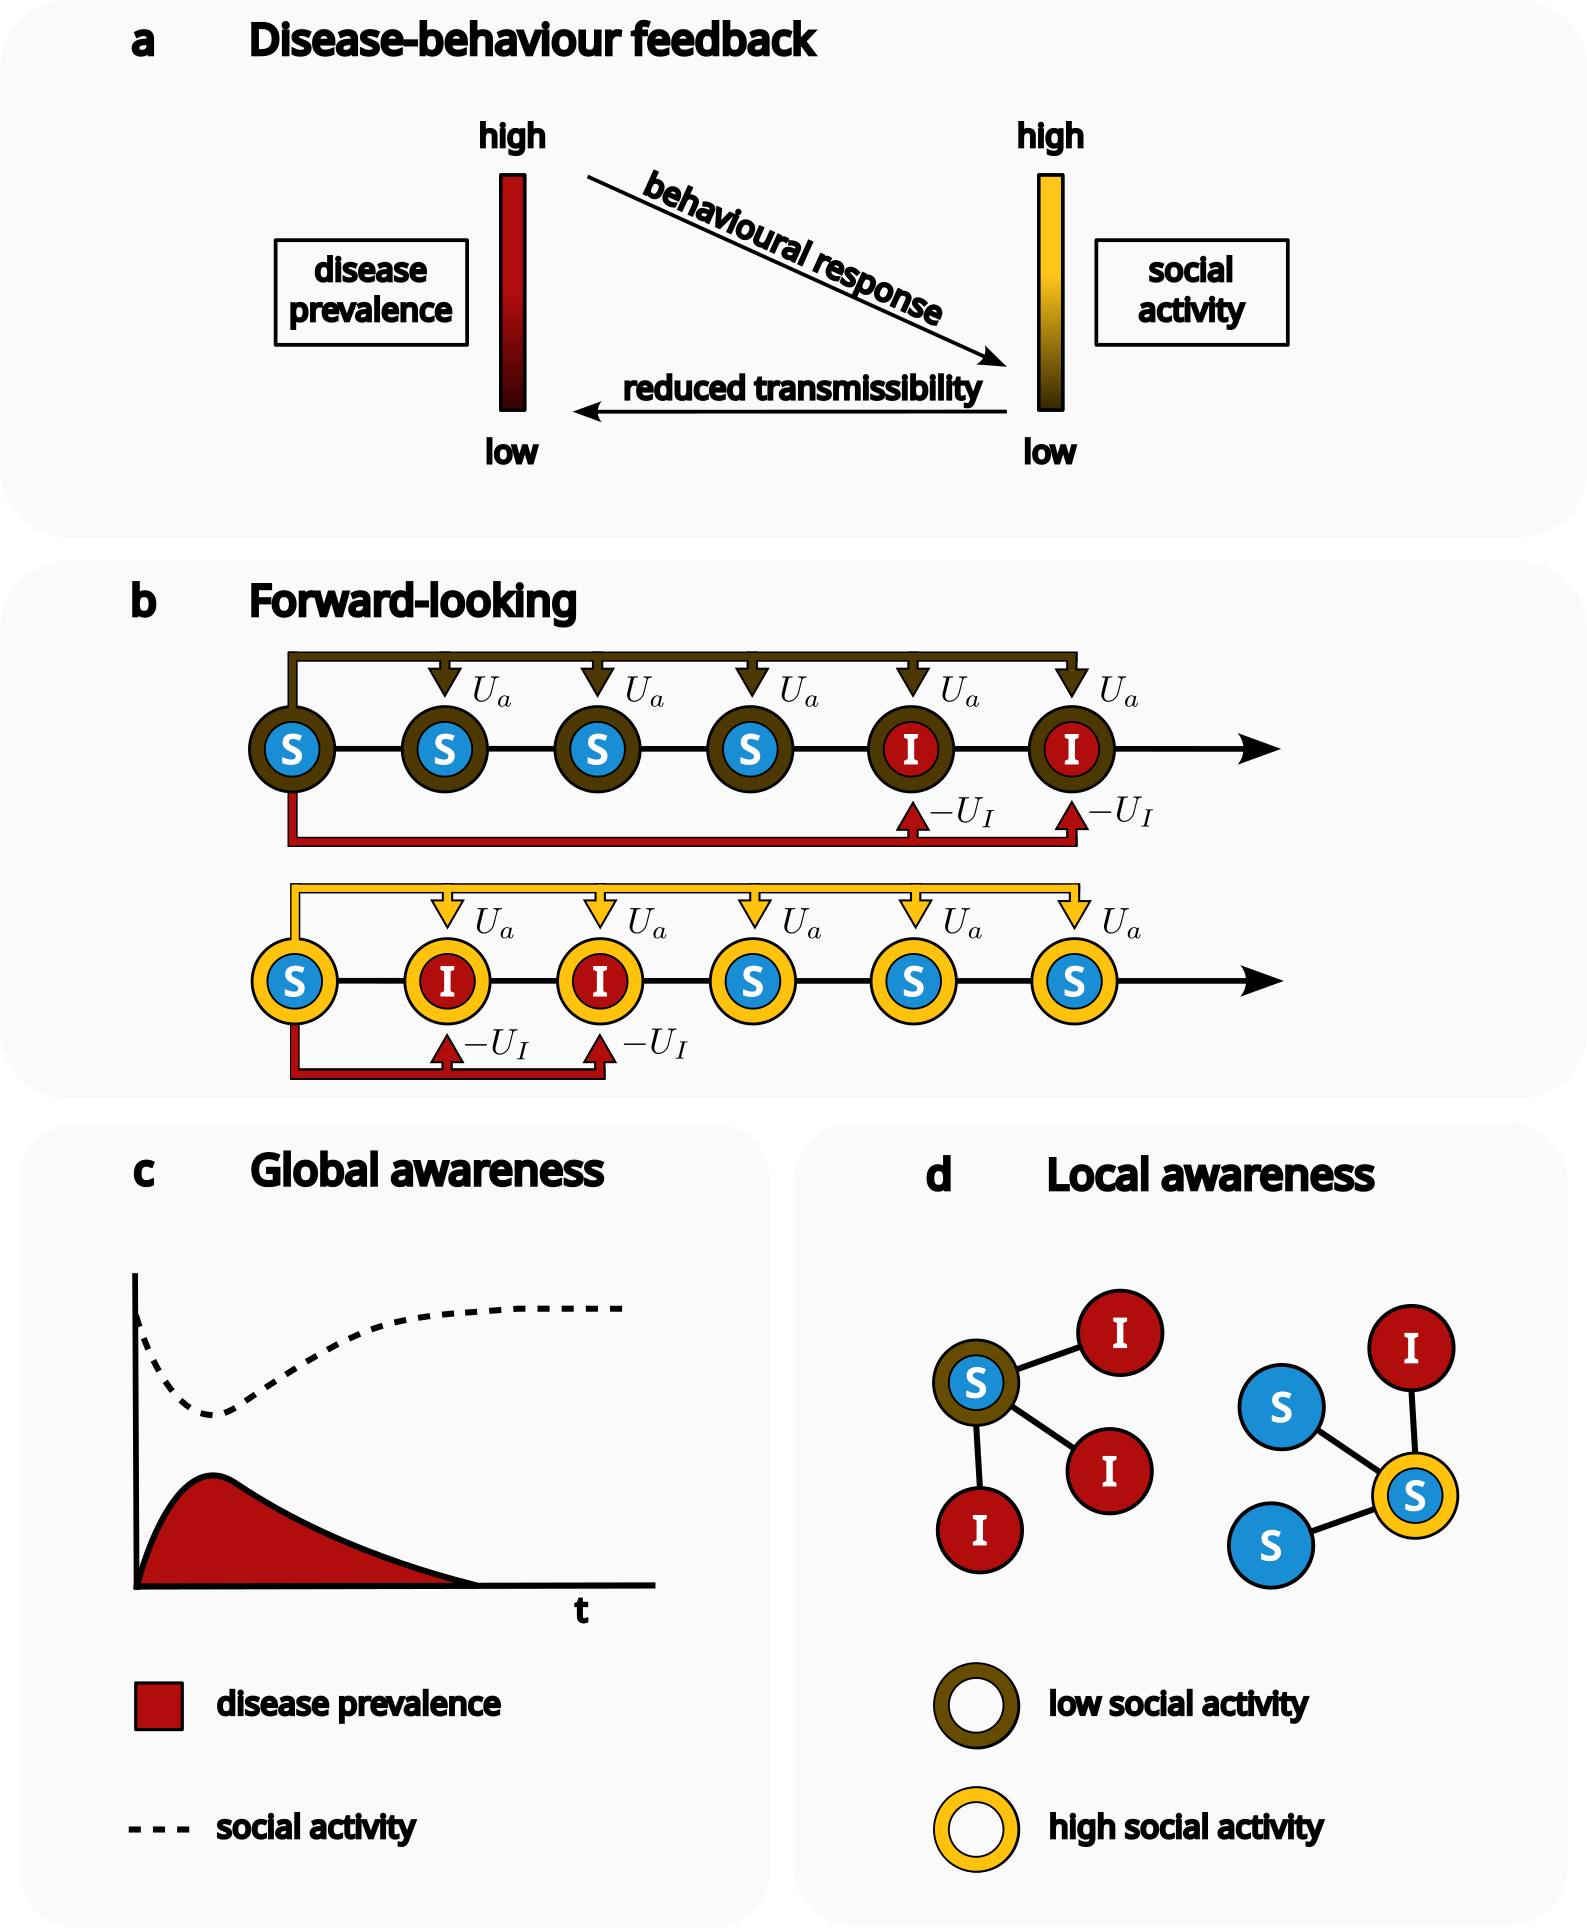 a Disease-behaviour feedback
high high
behavioural response
disease
prevalence
social
activity
reduced transmissibility
low low
b Forward-looking
U_a U_a U_a U_a U_a
S S S S I I
−U_I −U_I
U_a U_a U_a U_a U_a
S I I S S S
−U_I −U_I
c Global awareness
t
disease prevalence
social activity
d Local awareness
I
S
I
I
I
S
S
S
low social activity
high social activity